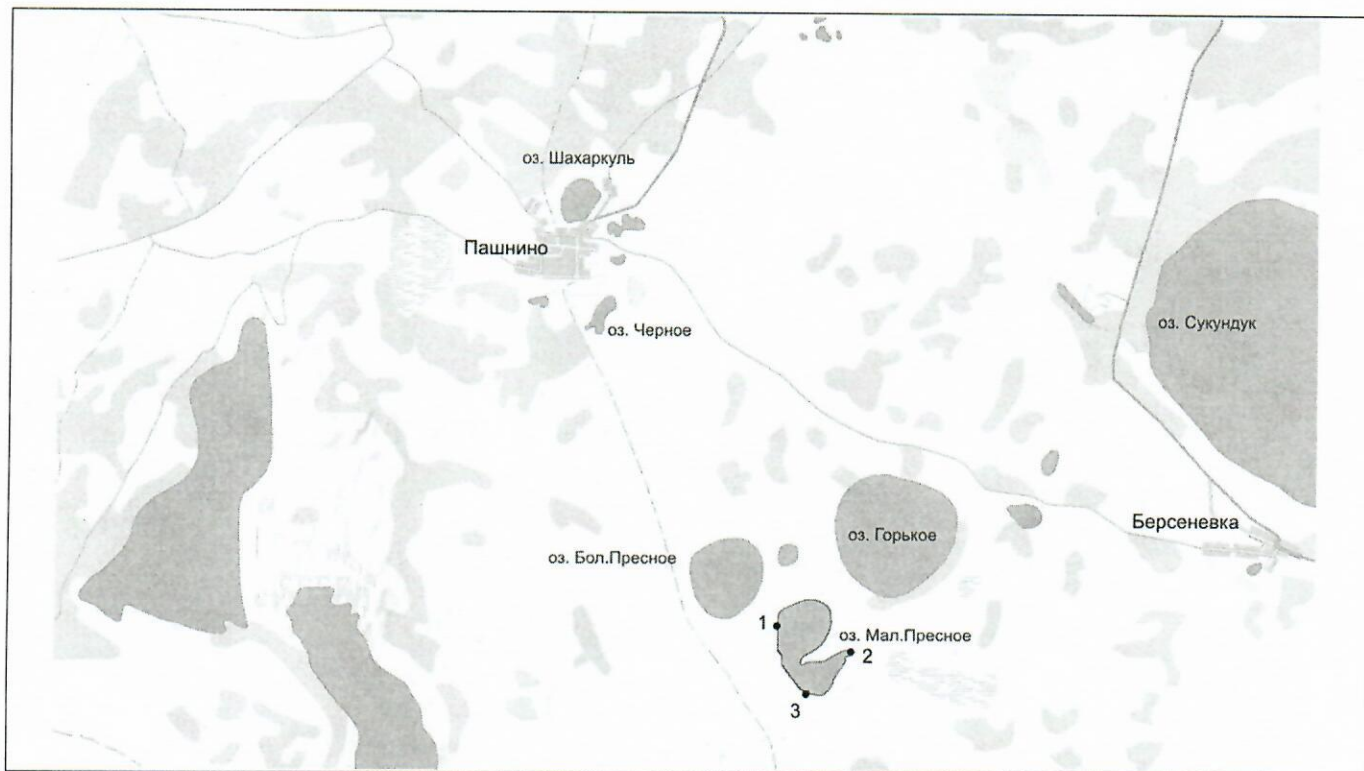 оз. Шахаркуль
Пашнино
оз. Черное
оз. Сукундук
Берсеневка
оз. Горькое
оз. Бол.Пресное
1
оз. Мал.Пресное
2
3